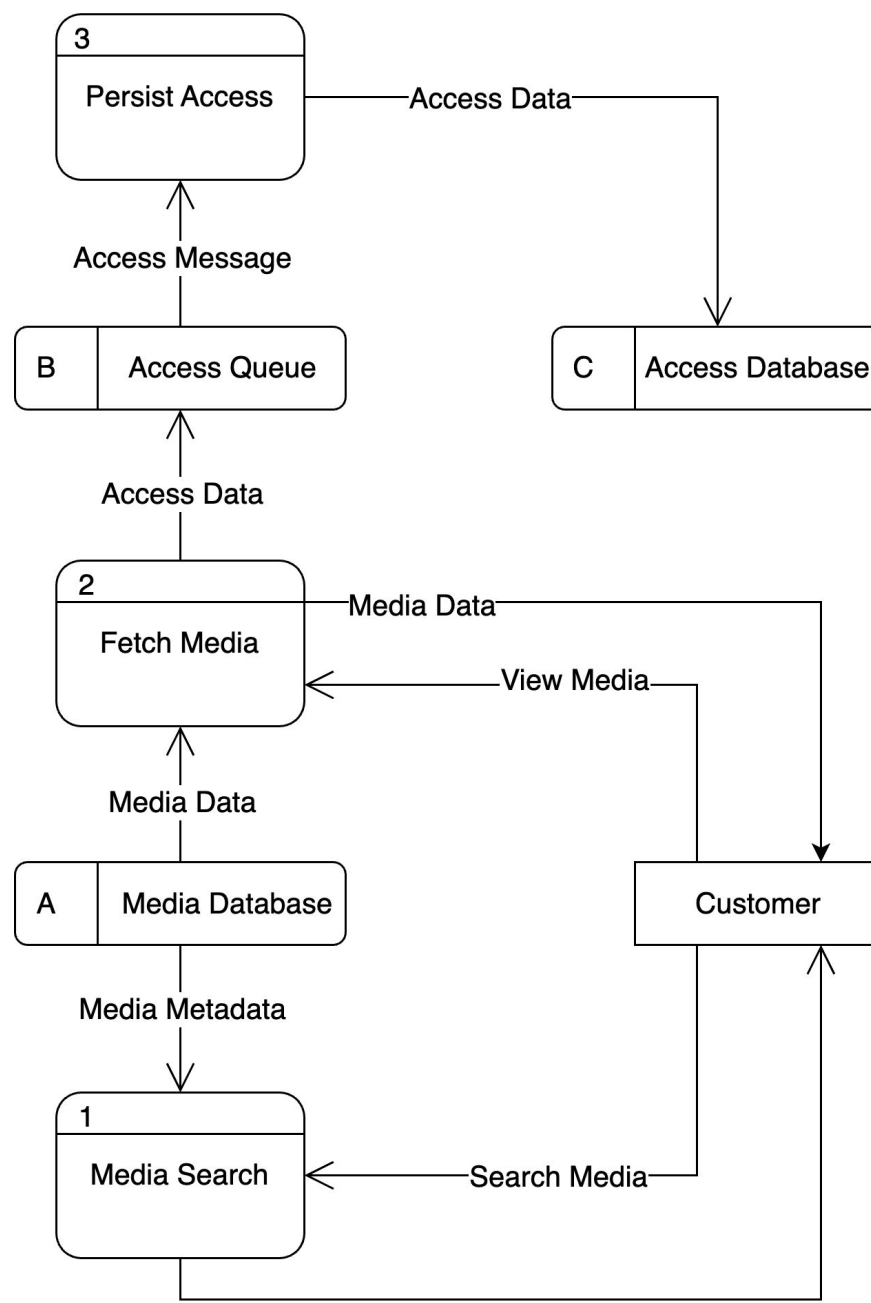 3
Persist Access
Access Data
Access Message
B
Access Queue
C
Access Database
Access Data
2
Media Data
Fetch Media
View Media
Media Data
A
Media Database
Customer
Media Metadata
1
Media Search
Search Media